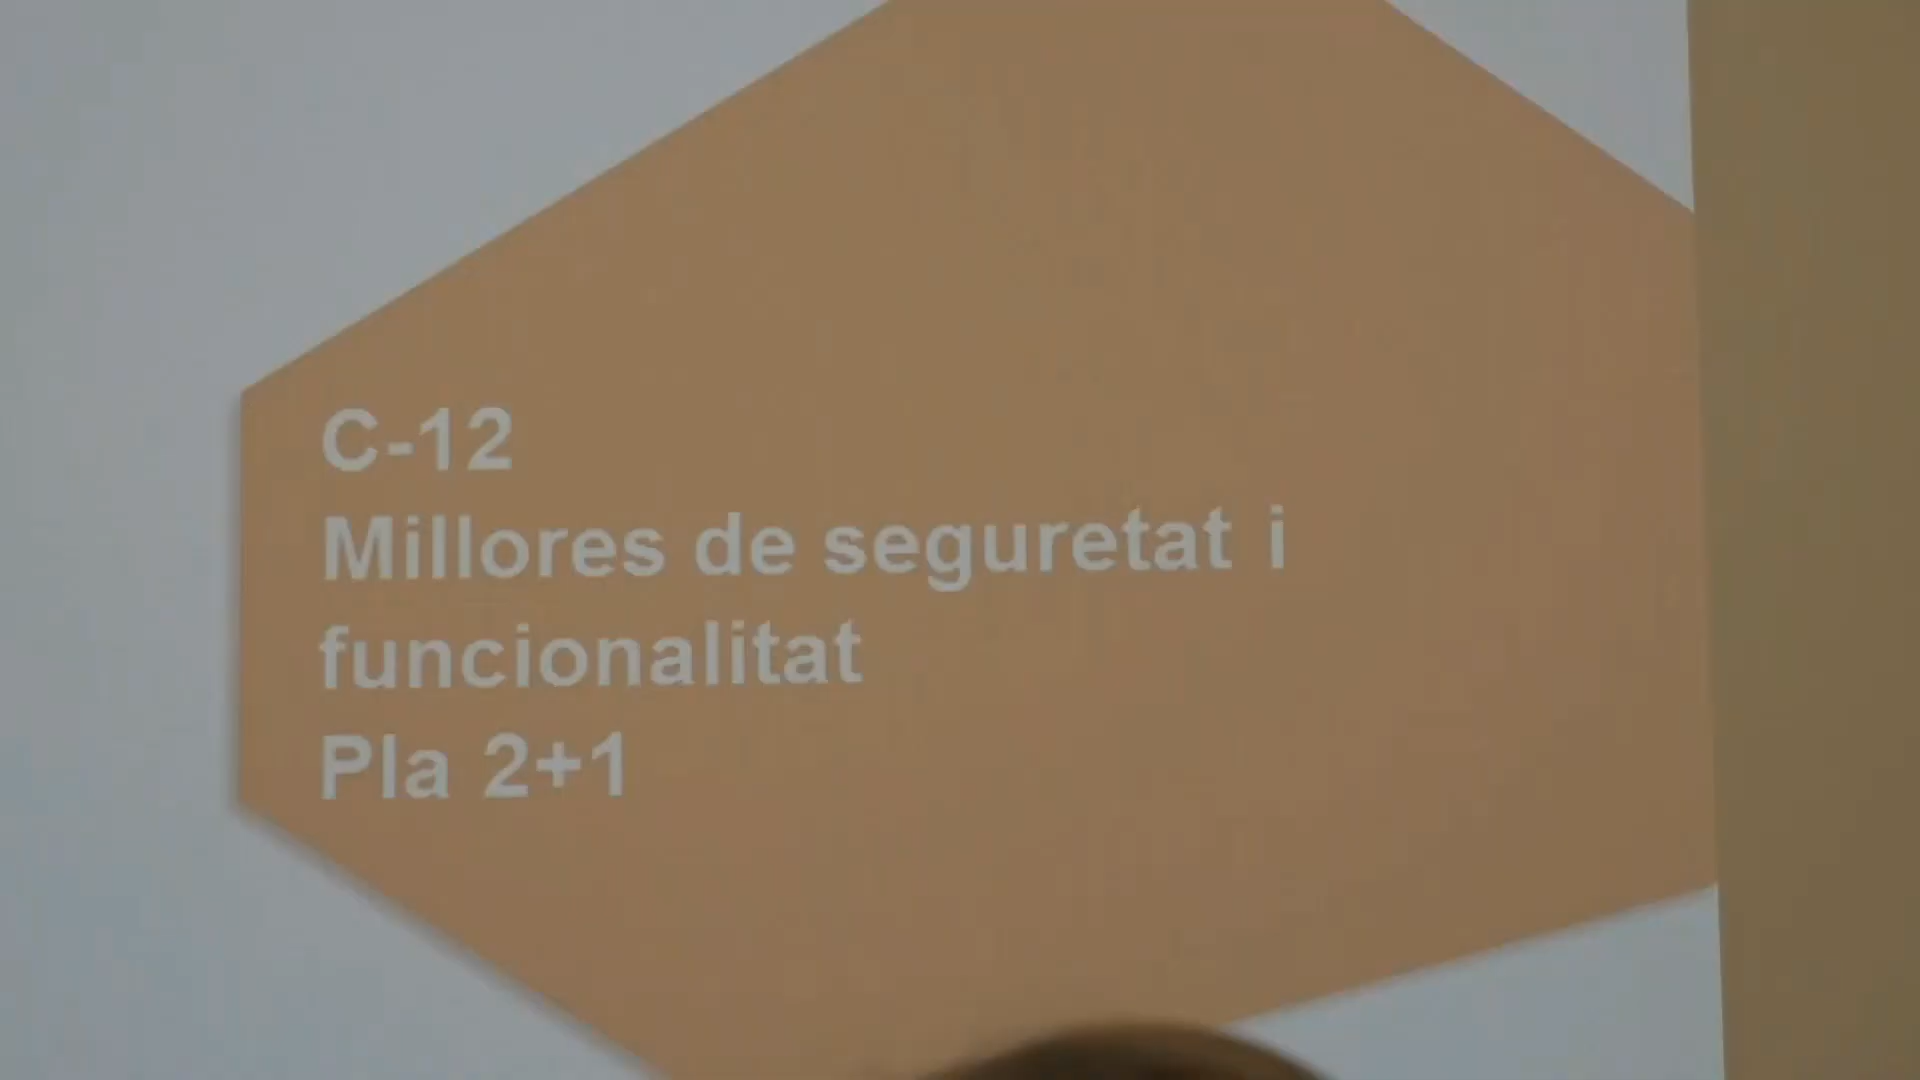 C-12
Millores de seguretat i
funcionalitat
Pla 2+1